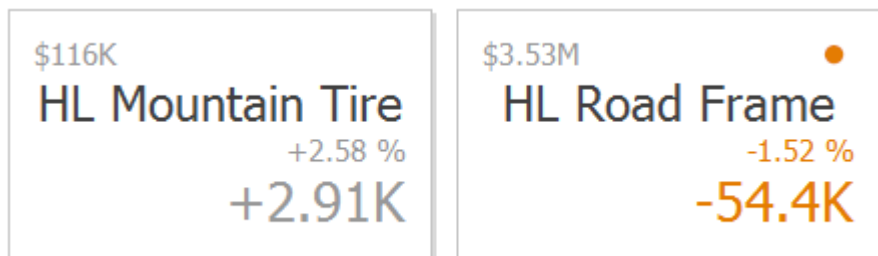 $116K
HL Mountain Tire
+2.58 %
+2.91K
$3.53M
HL Road Frame
-1.52 %
-54.4K